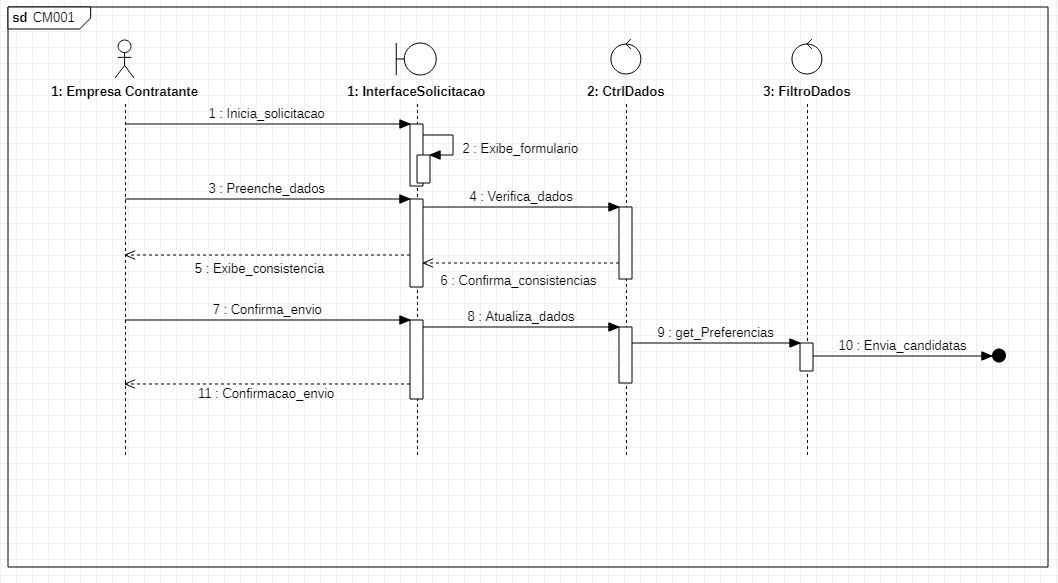 sd CM001
1: Empresa Contratante
1: InterfaceSolicitacao
2: CtrlDados
3: FiltroDados
1 : Inicia_solicitacao
2 : Exibe_formulario
3 : Preenche_dados
4 : Verifica_dados
5 : Exibe_consistencia
6 : Confirma_consistencias
7 : Confirma_envio
8 : Atualiza_dados
9 : get_Preferencias
10 : Envia_candidatas
11 : Confirmacao_envio